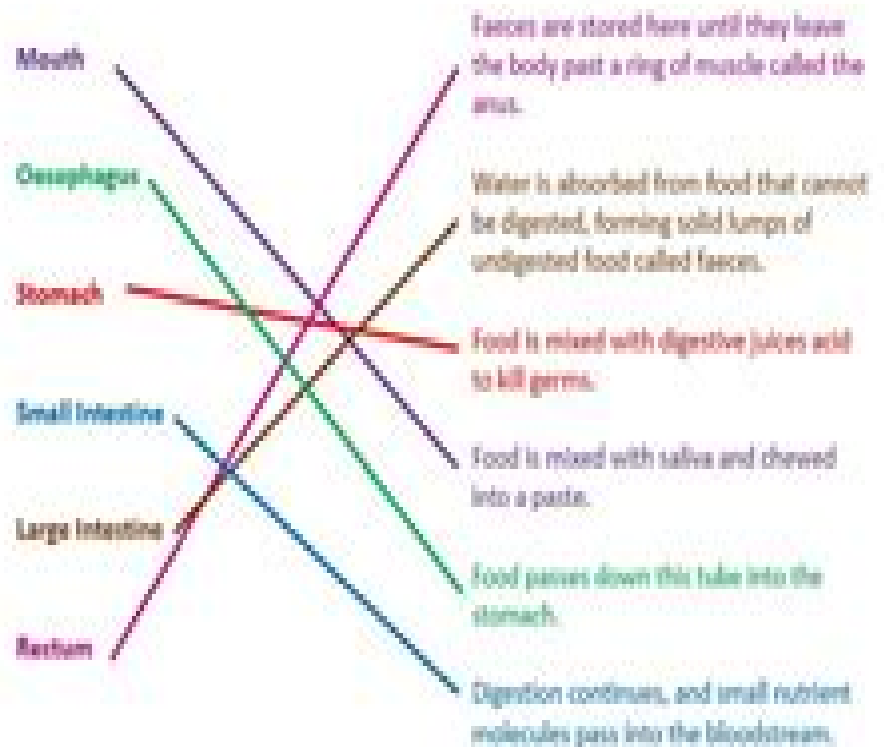 Mouth
Oesophagus
Stomach
Small Intestine
Large Intestine
Rectum
Faeces are stored here until they leave
the body past a ring of muscle called the
anus.
Water is absorbed from food that cannot
be digested, forming solid lumps of
undigested food called faeces.
Food is mixed with digestive juices acid
to kill germs.
Food is mixed with saliva and chewed
into a paste.
Food passes down this tube into the
stomach.
Digestion continues, and small nutrient
molecules pass into the bloodstream.